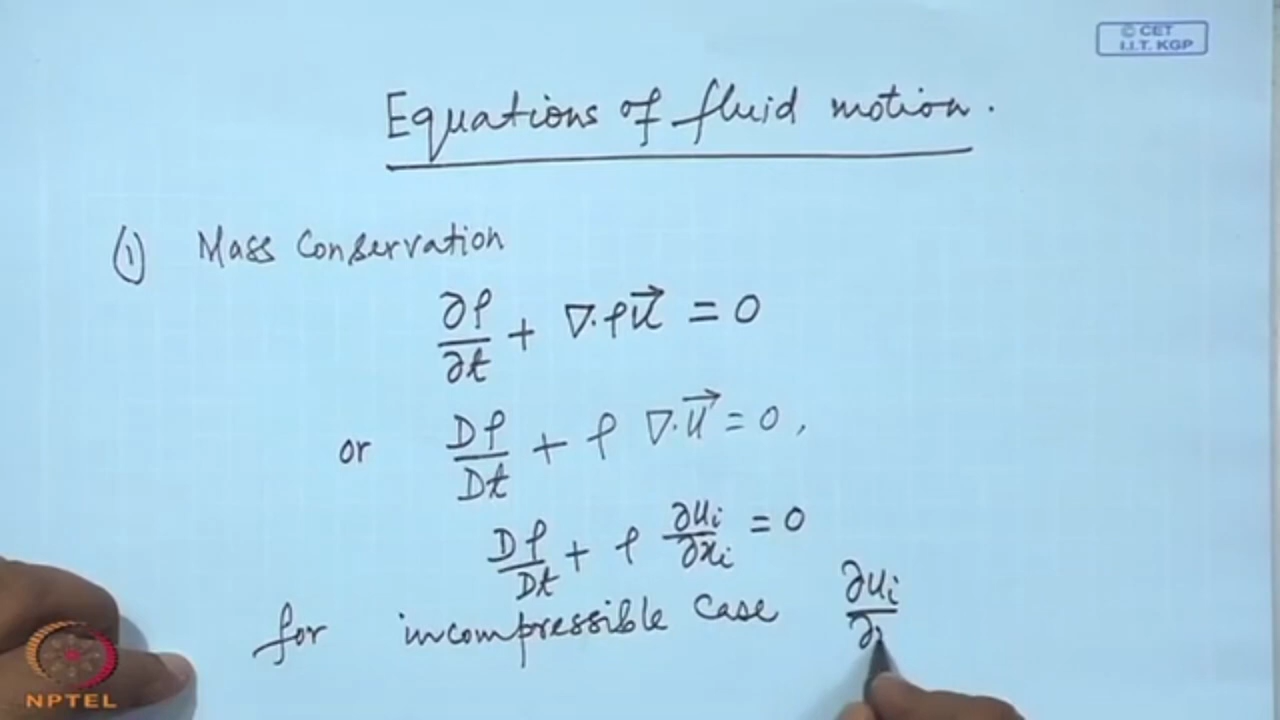 © CET
I.I.T. KGP
Equations of fluid motion.
(1) Mass Conservation
∂ρ/∂t + ∇·ρu⃗ = 0
or Dρ/Dt + ρ ∇·u⃗ = 0,
Dρ/Dt + ρ ∂ui/∂xi = 0
for incompressible case ∂ui/∂
NPTEL